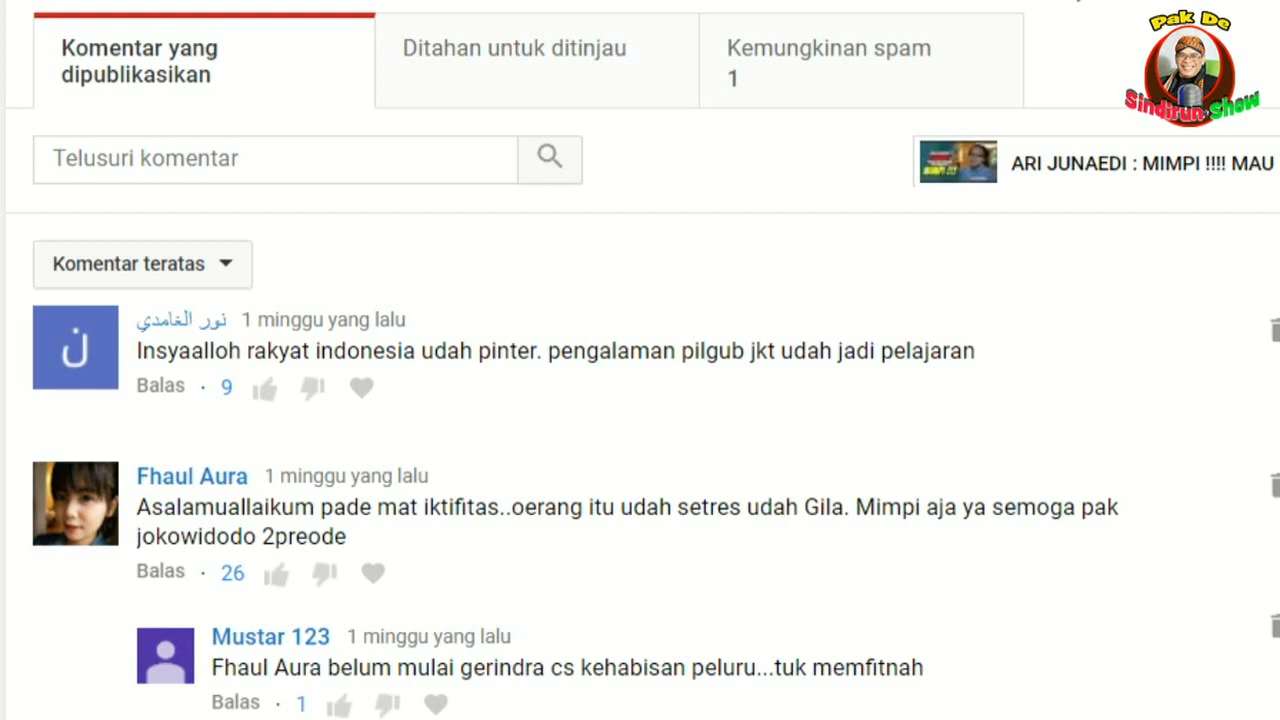 Komentar yang
dipublikasikan
Ditahan untuk ditinjau
Kemungkinan spam
1
Pak De
Sindirun Show
Telusuri komentar
ARI JUNAEDI : MIMPI !!!! MAU
Komentar teratas
ن
نور الغامدي 1 minggu yang lalu
Insyaalloh rakyat indonesia udah pinter. pengalaman pilgub jkt udah jadi pelajaran
Balas · 9
Fhaul Aura 1 minggu yang lalu
Asalamuallaikum pade mat iktifitas..oerang itu udah setres udah Gila. Mimpi aja ya semoga pak
jokowidodo 2preode
Balas · 26
Mustar 123 1 minggu yang lalu
Fhaul Aura belum mulai gerindra cs kehabisan peluru...tuk memfitnah
Balas · 1